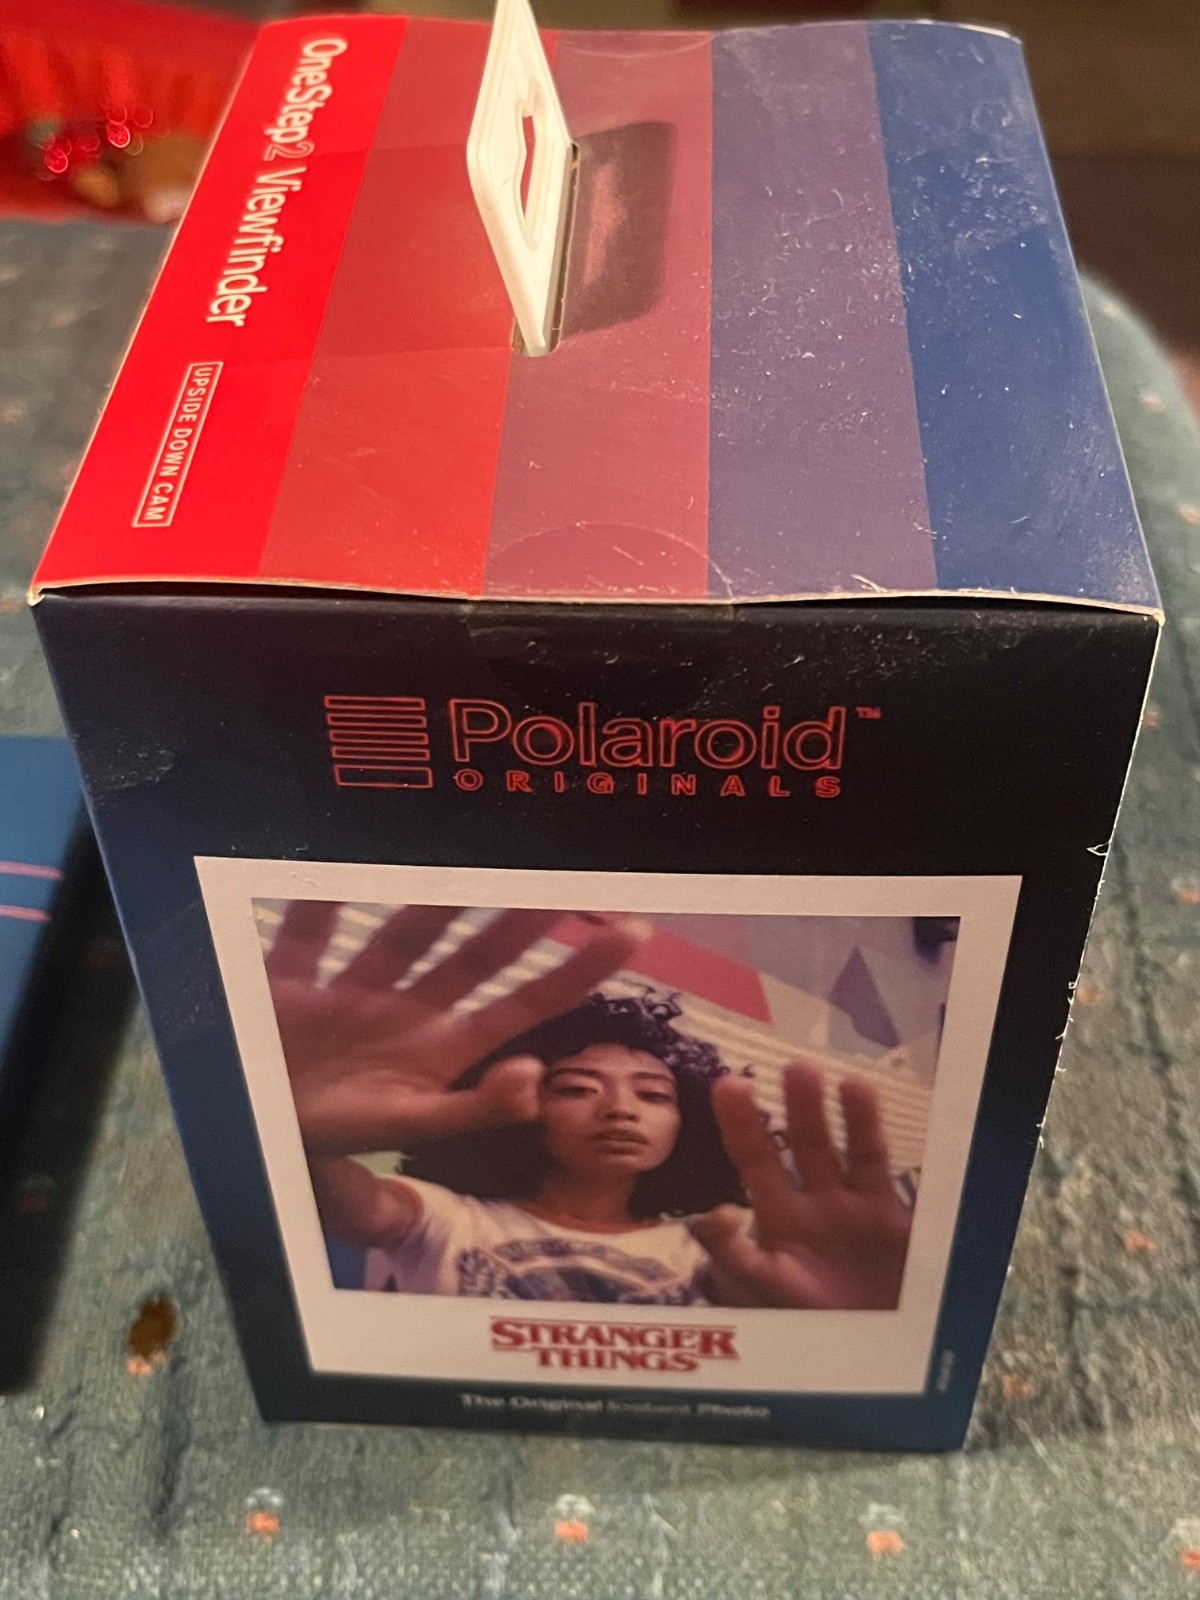 OneStep2 Viewfinder
UPSIDE DOWN CAM
Polaroid™
ORIGINALS
STRANGER
THINGS
The Original Instant Photo